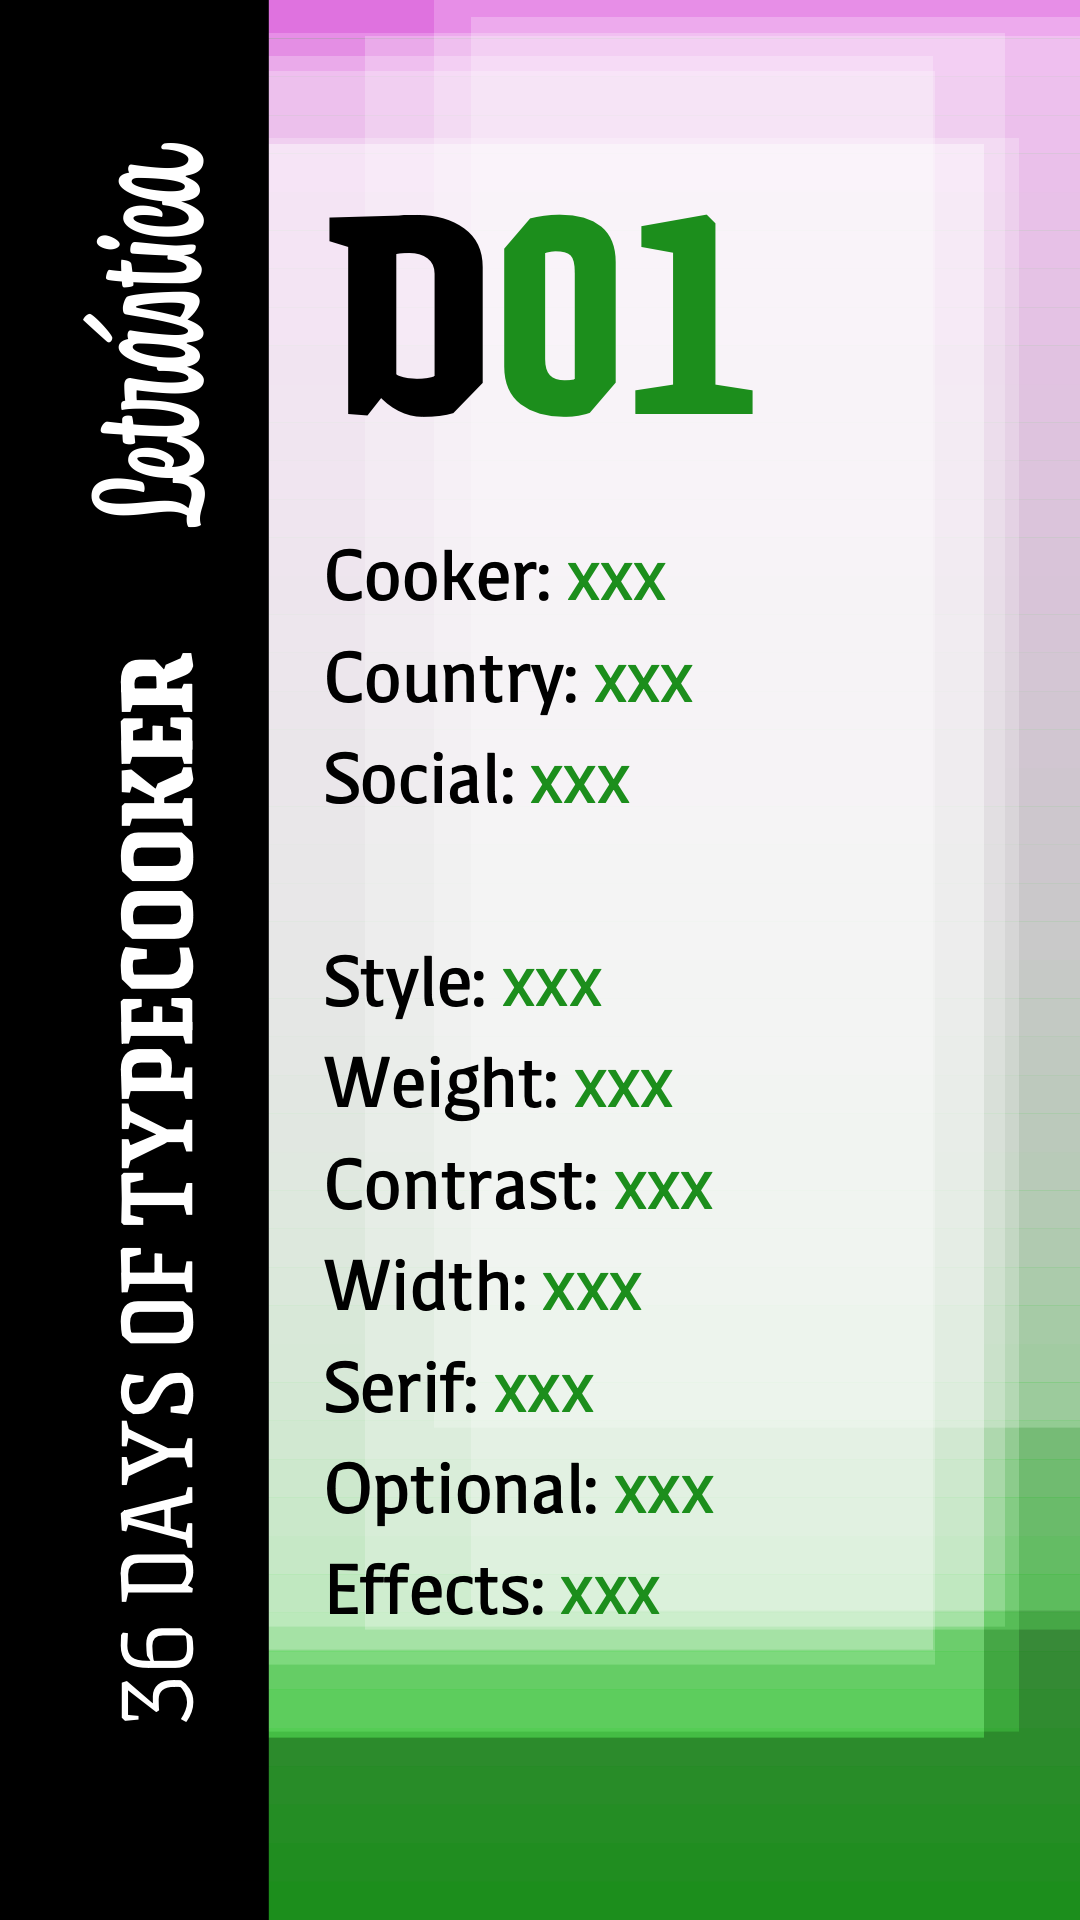 36 DAYS OF TYPECOOKER Letrástica
D01
Cooker: xxx
Country: xxx
Social: xxx
Style: xxx
Weight: xxx
Contrast: xxx
Width: xxx
Serif: xxx
Optional: xxx
Effects: xxx